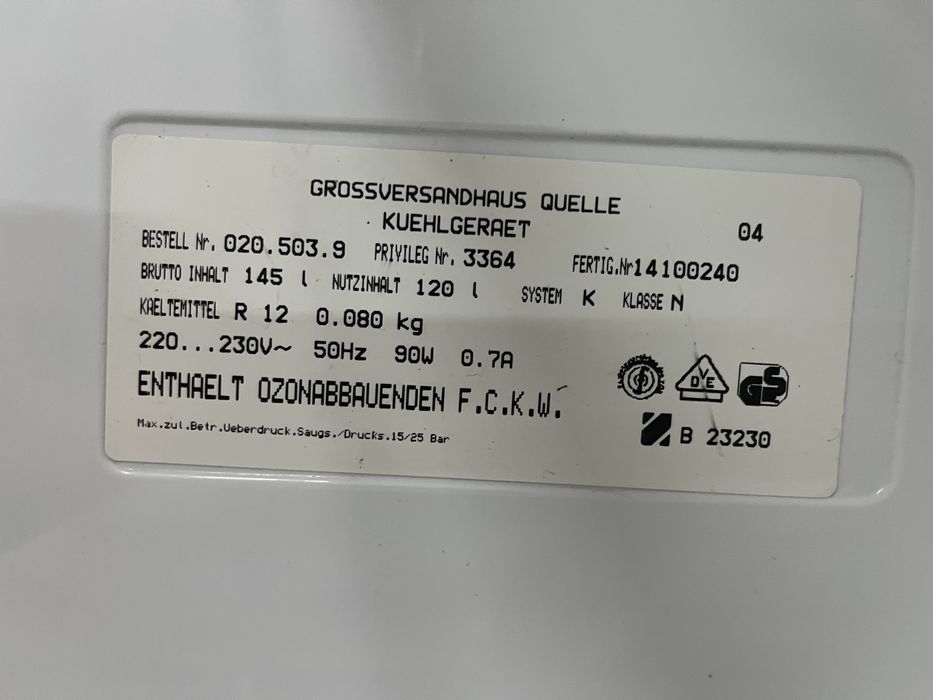 GROSSVERSANDHAUS QUELLE
KUEHLGERAET 04
BESTELL Nr. 020.503.9 PRIVILEG Nr. 3364 FERTIG.Nr14100240
BRUTTO INHALT 145 l NUTZINHALT 120 l SYSTEM K KLASSE N
KAELTEMITTEL R 12 0.080 kg
220...230V~ 50Hz 90W 0.7A
ENTHAELT OZONABBAUENDEN F.C.K.W.
VDE GS
B 23230
Max.zul.Betr.Ueberdruck.Saugs./Drucks.15/25 Bar